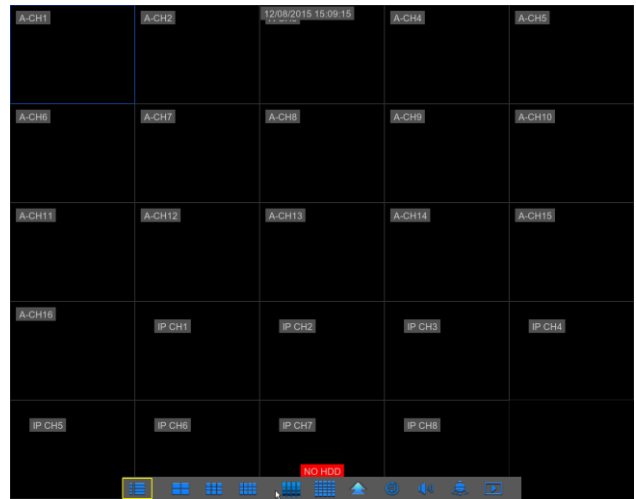 A-CH1
A-CH2
12/08/2015 15:09:15
A-CH4
A-CH5
A-CH6
A-CH7
A-CH8
A-CH9
A-CH10
A-CH11
A-CH12
A-CH13
A-CH14
A-CH15
A-CH16
IP CH1
IP CH2
IP CH3
IP CH4
IP CH5
IP CH6
IP CH7
IP CH8
NO HDD